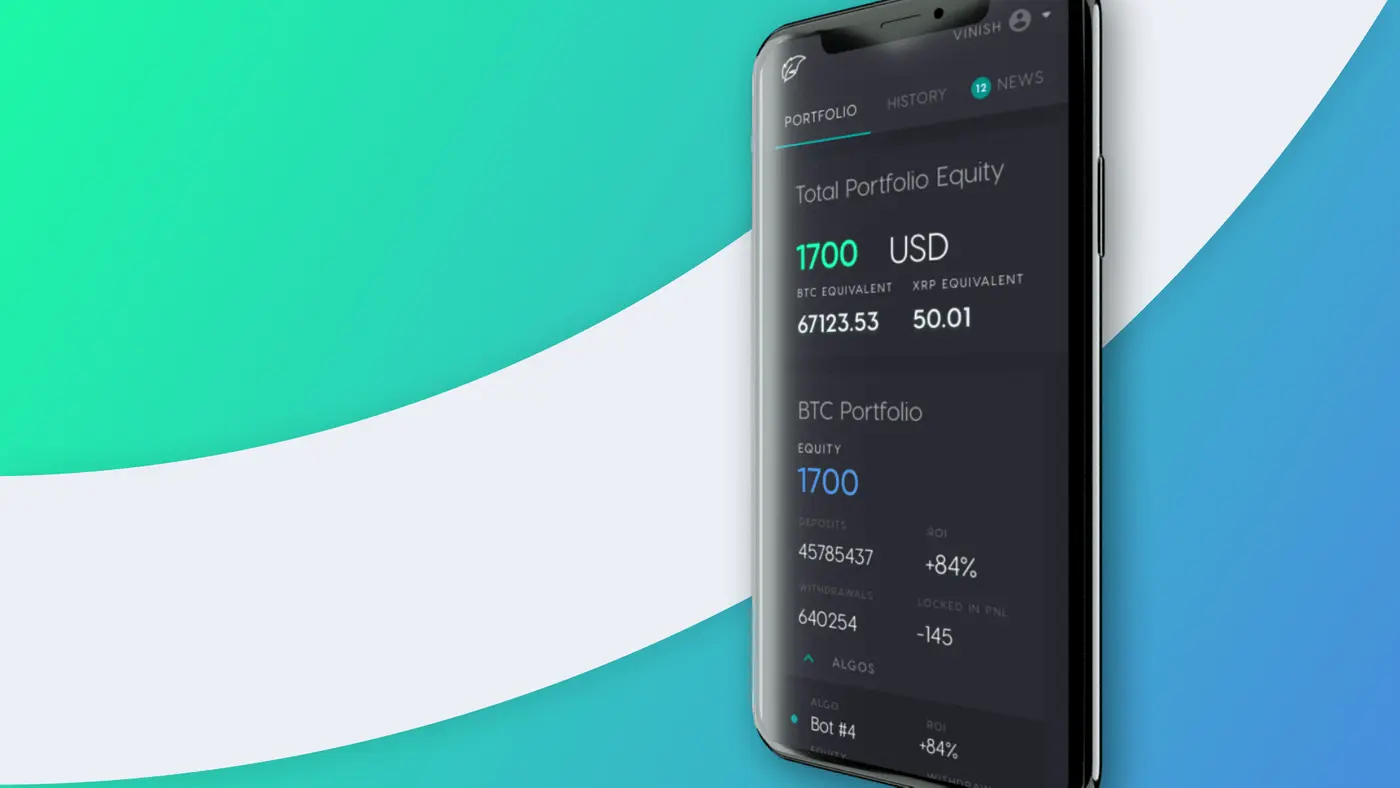 VINISH
PORTFOLIO HISTORY 12 NEWS
Total Portfolio Equity
1700 USD
BTC EQUIVALENT XRP EQUIVALENT
67123.53 50.01
BTC Portfolio
EQUITY
1700
DEPOSITS ROI
45785437 +84%
WITHDRAWALS LOCKED IN PNL
640254 -145
ALGOS
ALGO ROI
Bot #4 +84%
EQUITY